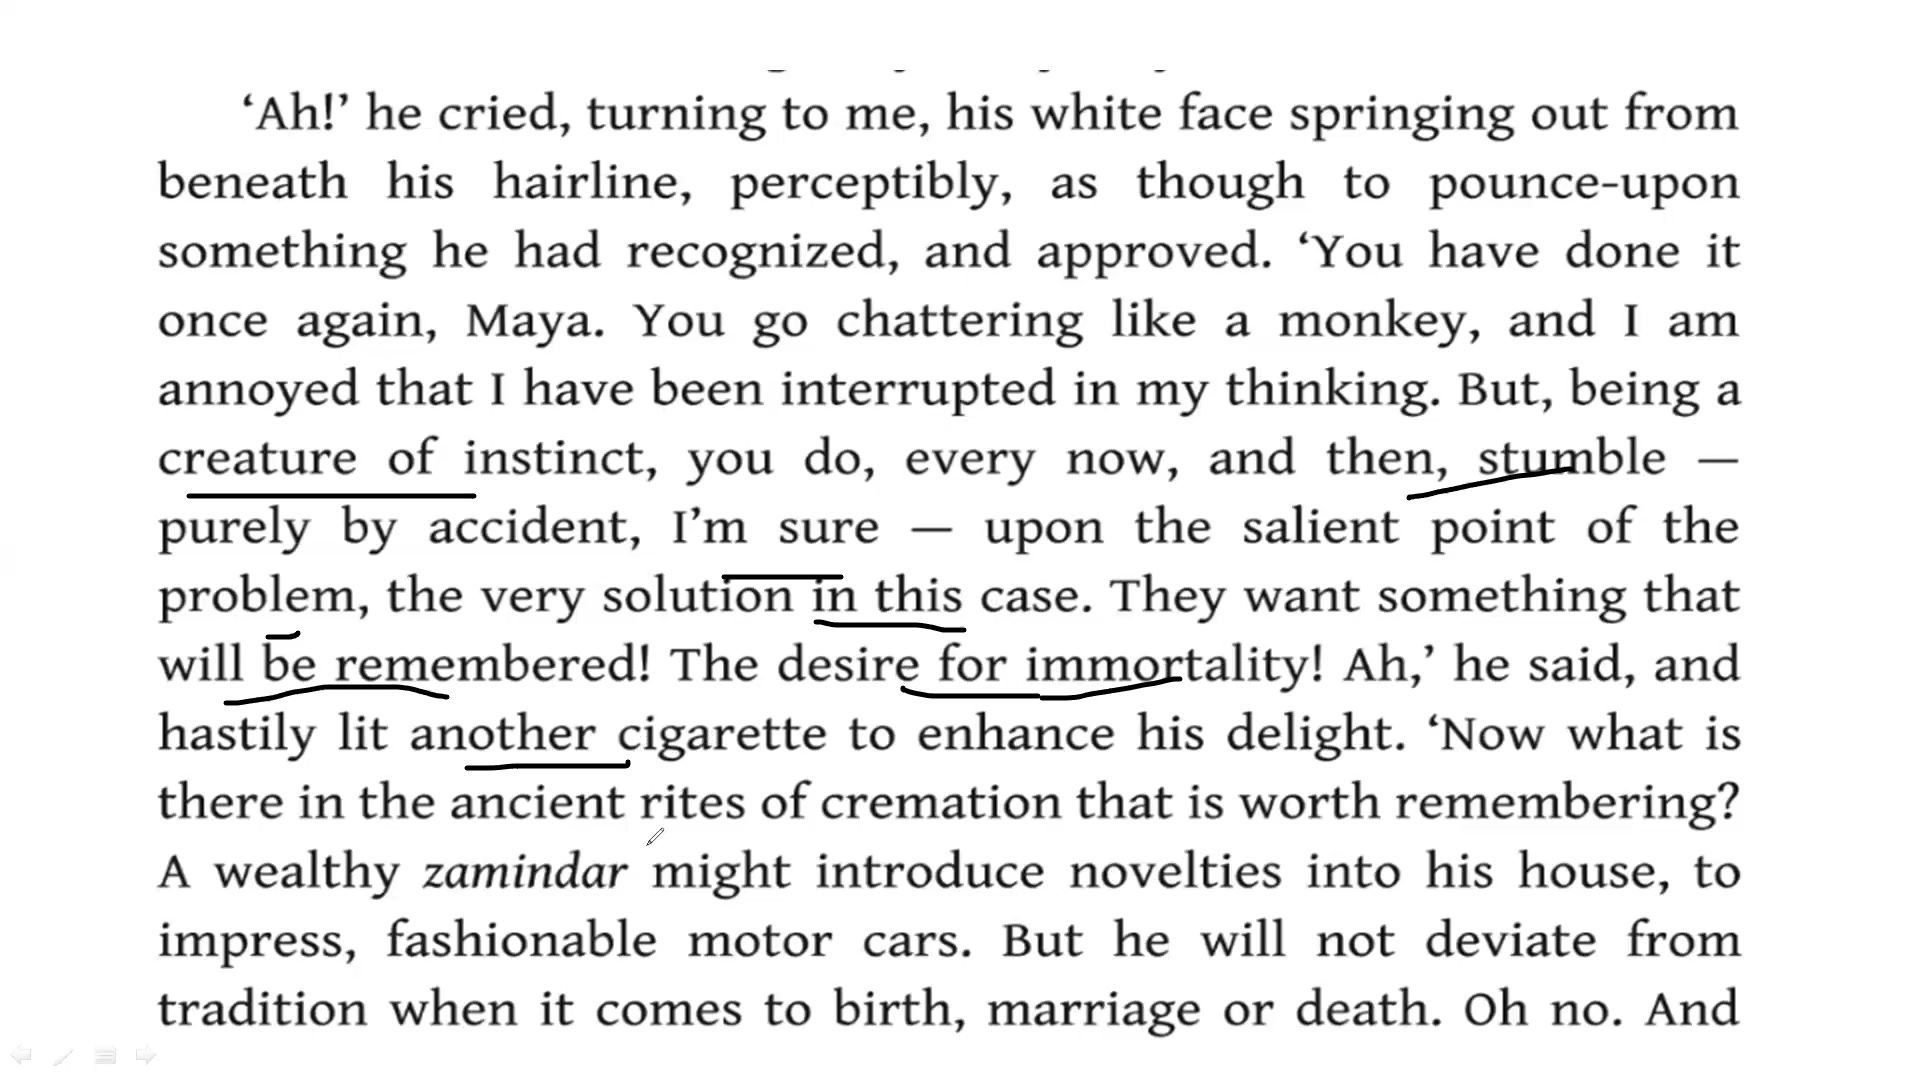 ‘Ah!’ he cried, turning to me, his white face springing out from
beneath his hairline, perceptibly, as though to pounce-upon
something he had recognized, and approved. ‘You have done it
once again, Maya. You go chattering like a monkey, and I am
annoyed that I have been interrupted in my thinking. But, being a
creature of instinct, you do, every now, and then, stumble —
purely by accident, I’m sure — upon the salient point of the
problem, the very solution in this case. They want something that
will be remembered! The desire for immortality! Ah,’ he said, and
hastily lit another cigarette to enhance his delight. ‘Now what is
there in the ancient rites of cremation that is worth remembering?
A wealthy zamindar might introduce novelties into his house, to
impress, fashionable motor cars. But he will not deviate from
tradition when it comes to birth, marriage or death. Oh no. And